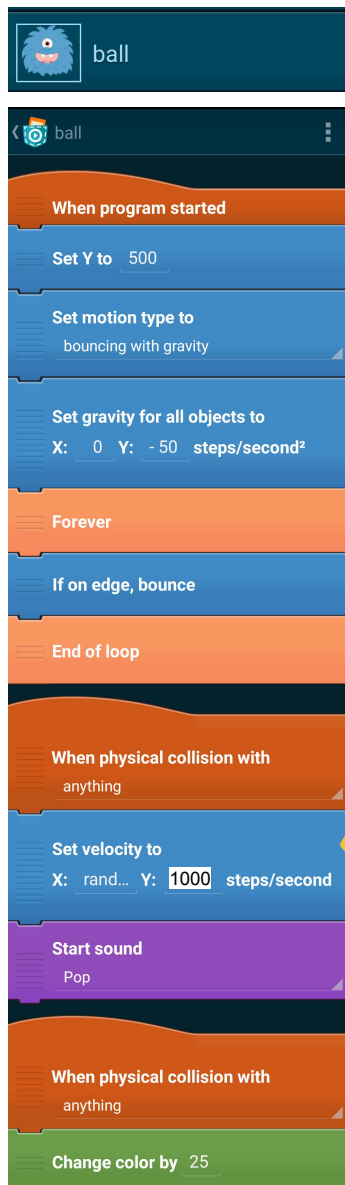 ball
ball
When program started
Set Y to 500
Set motion type to
bouncing with gravity
Set gravity for all objects to
X: 0 Y: - 50 steps/second²
Forever
If on edge, bounce
End of loop
When physical collision with
anything
Set velocity to
X: rand... Y: 1000 steps/second
Start sound
Pop
When physical collision with
anything
Change color by 25